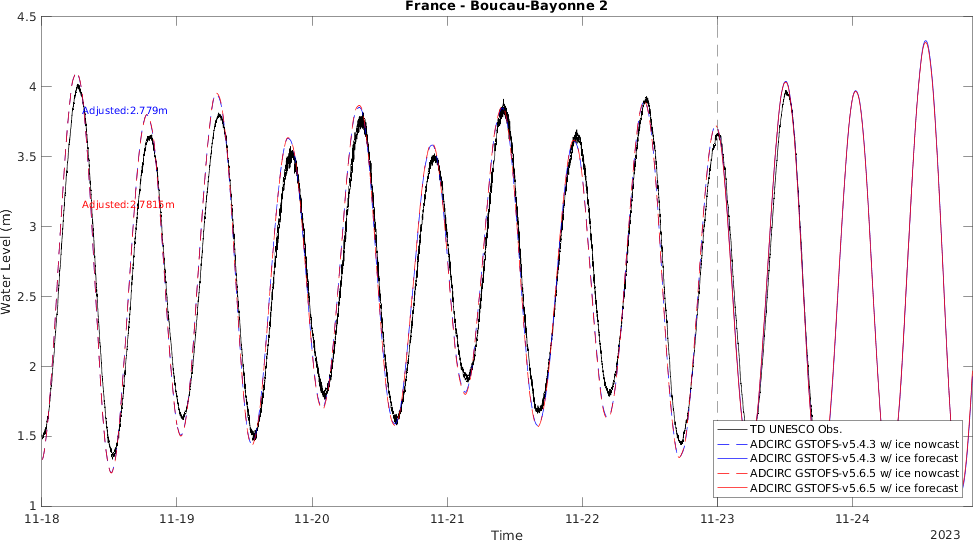 France - Boucau-Bayonne 2
4.5
4
3.5
3
2.5
2
1.5
1
Water Level (m)
Adjusted:2.779m
Adjusted:2.7815m
TD UNESCO Obs.
ADCIRC GSTOFS-v5.4.3 w/ ice nowcast
ADCIRC GSTOFS-v5.4.3 w/ ice forecast
ADCIRC GSTOFS-v5.6.5 w/ ice nowcast
ADCIRC GSTOFS-v5.6.5 w/ ice forecast
11-18 11-19 11-20 11-21 11-22 11-23 11-24
Time
2023